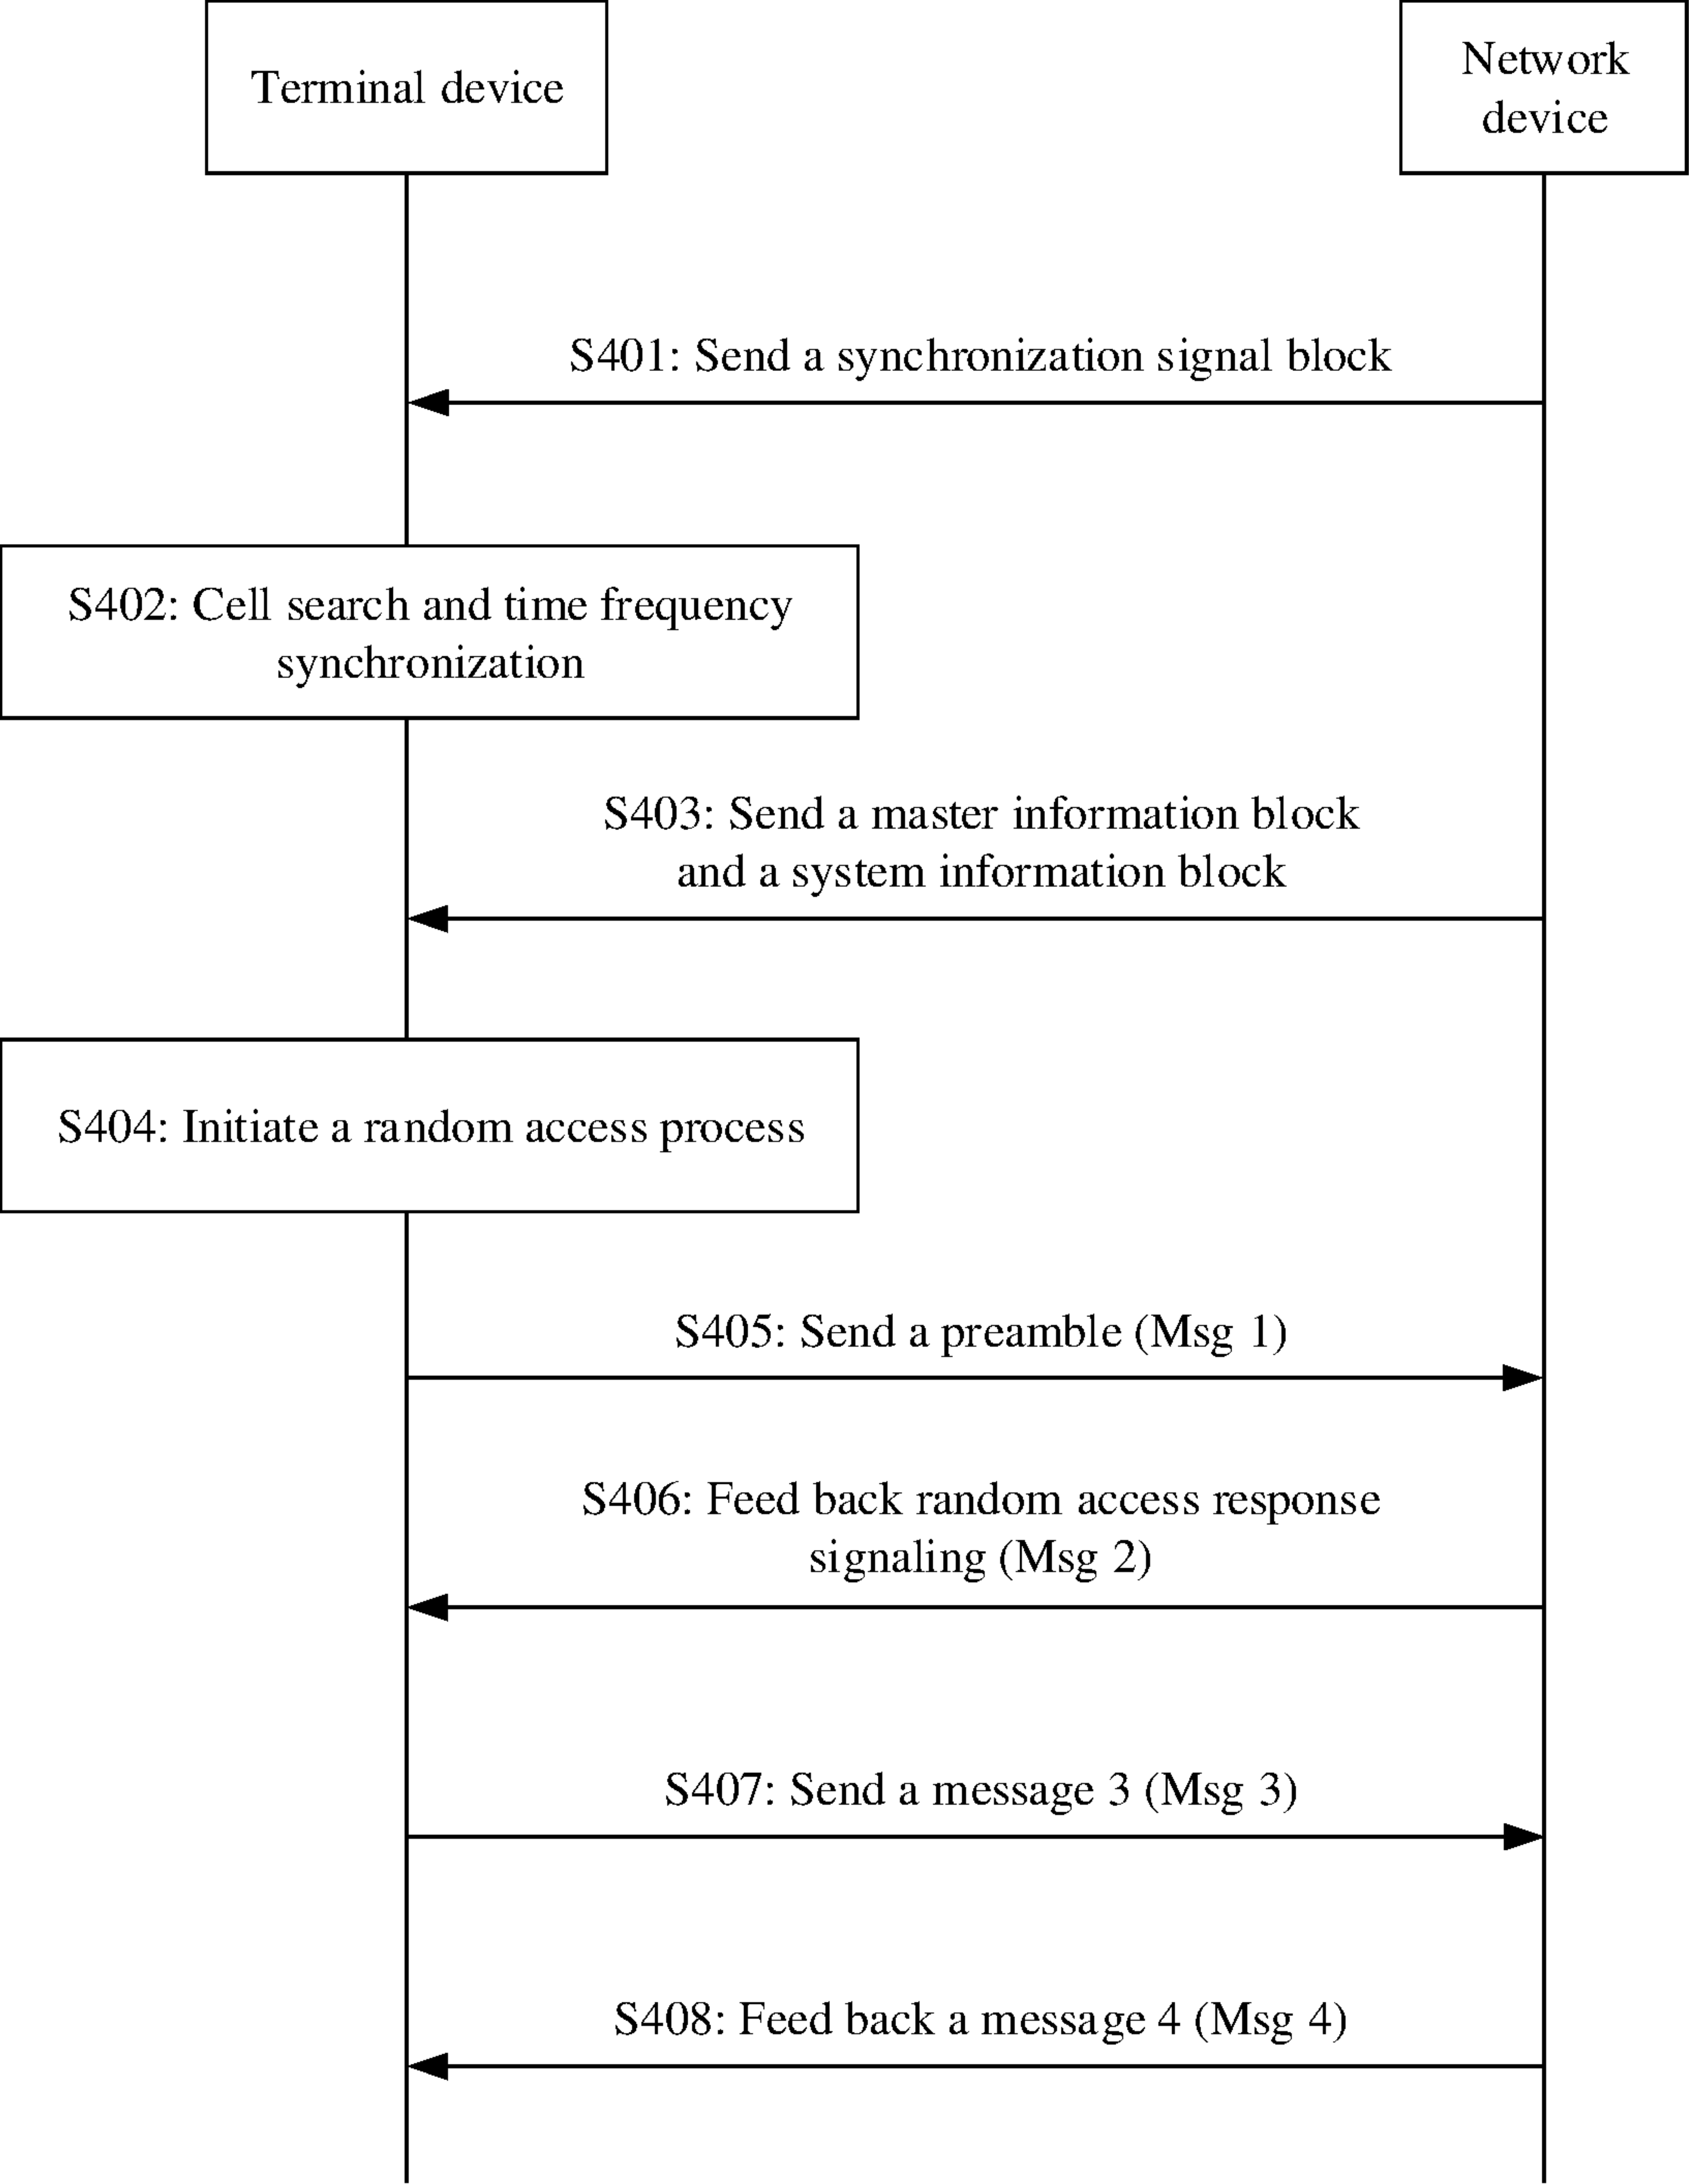 Terminal device
Network
device
S401: Send a synchronization signal block
S402: Cell search and time frequency
synchronization
S403: Send a master information block
and a system information block
S404: Initiate a random access process
S405: Send a preamble (Msg 1)
S406: Feed back random access response
signaling (Msg 2)
S407: Send a message 3 (Msg 3)
S408: Feed back a message 4 (Msg 4)